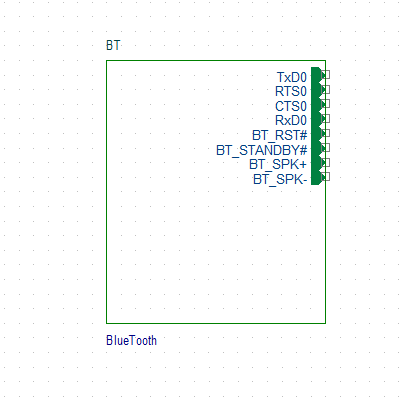 BT
TxD0
RTS0
CTS0
RxD0
BT_RST#
BT_STANDBY#
BT_SPK+
BT_SPK-
BlueTooth